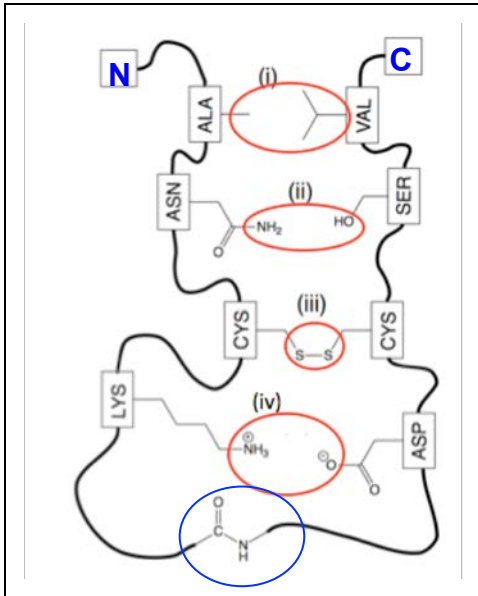 N
C
(i)
ALA
VAL
(ii)
ASN
SER
NH₂
HO
O
(iii)
CYS
CYS
S
S
(iv)
LYS
⊕
NH₃
⊖
O
ASP
O
O
C
N
H